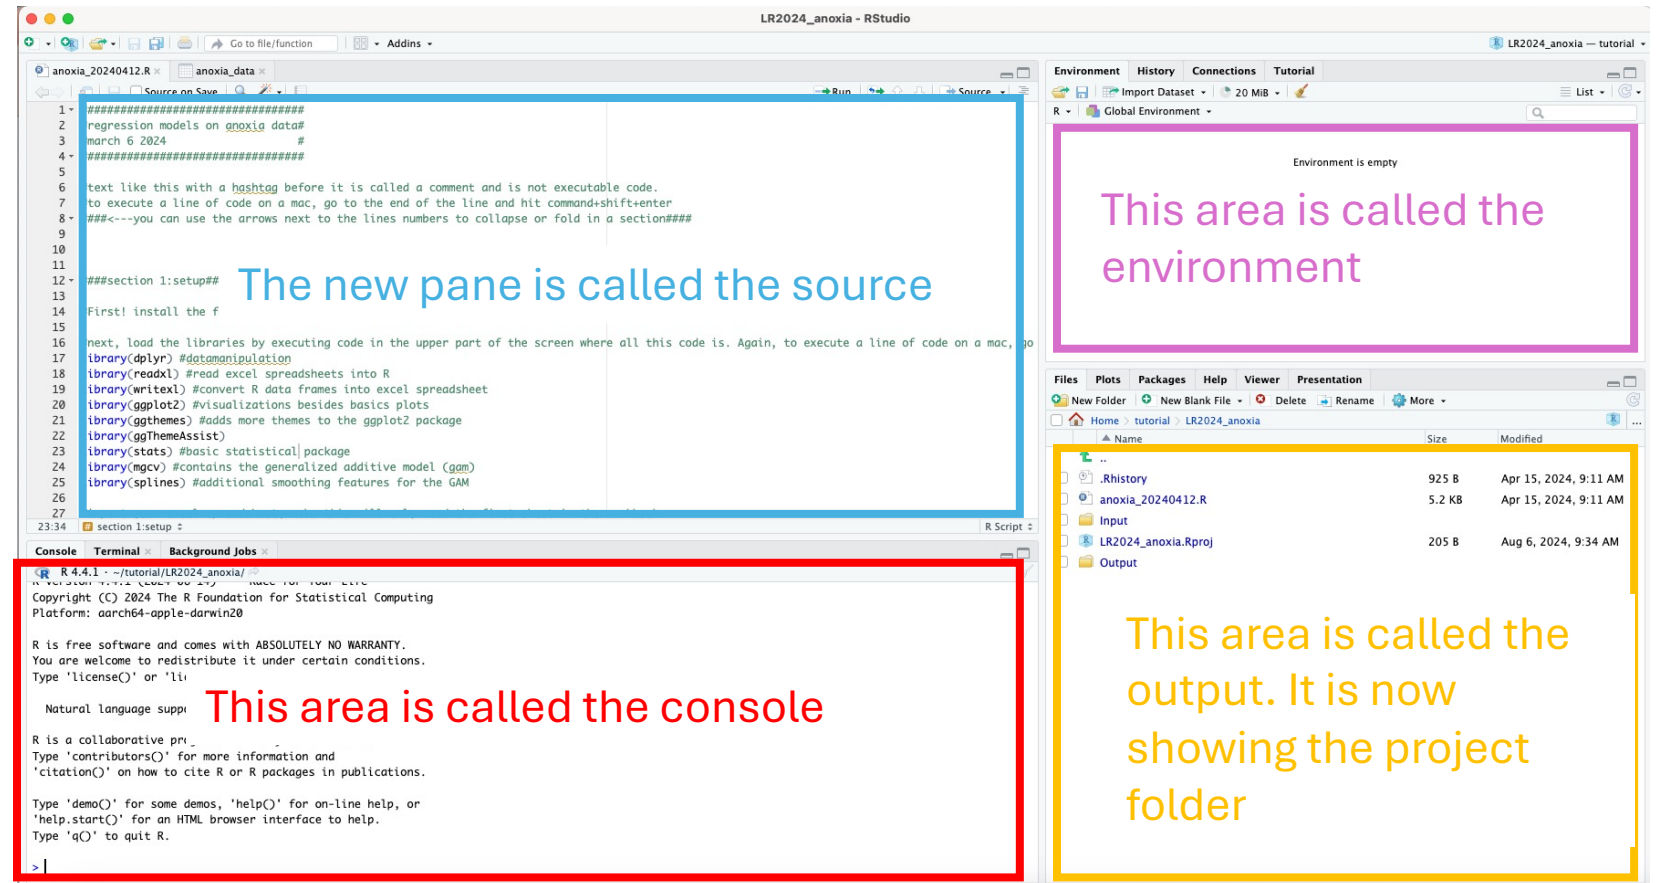 LR2024_anoxia - RStudio
Go to file/function
Addins
LR2024_anoxia — tutorial
anoxia_20240412.R
anoxia_data
Source on Save
Run
Source
1 #################################
2 regression models on anoxia data#
3 march 6 2024 #
4 #################################
5
6 text like this with a hashtag before it is called a comment and is not executable code.
7 to execute a line of code on a mac, go to the end of the line and hit command+shift+enter
8 ###<---you can use the arrows next to the lines numbers to collapse or fold in a section####
9
10
11
12 ###section 1:setup##
The new pane is called the source
13
14 First! install the f
15
16 next, load the libraries by executing code in the upper part of the screen where all this code is. Again, to execute a line of code on a mac, go
17 ibrary(dplyr) #datamanipulation
18 ibrary(readxl) #read excel spreadsheets into R
19 ibrary(writexl) #convert R data frames into excel spreadsheet
20 ibrary(ggplot2) #visualizations besides basics plots
21 ibrary(ggthemes) #adds more themes to the ggplot2 package
22 ibrary(ggThemeAssist)
23 ibrary(stats) #basic statistical package
24 ibrary(mgcv) #contains the generalized additive model (gam)
25 ibrary(splines) #additional smoothing features for the GAM
26
27
23:34 # section 1:setup R Script
Console Terminal Background Jobs
R 4.4.1 · ~/tutorial/LR2024_anoxia/
Copyright (C) 2024 The R Foundation for Statistical Computing
Platform: aarch64-apple-darwin20
R is free software and comes with ABSOLUTELY NO WARRANTY.
You are welcome to redistribute it under certain conditions.
Type 'license()' or 'li
Natural language supp
This area is called the console
R is a collaborative pr
Type 'contributors()' for more information and
'citation()' on how to cite R or R packages in publications.
Type 'demo()' for some demos, 'help()' for on-line help, or
'help.start()' for an HTML browser interface to help.
Type 'q()' to quit R.
>
Environment History Connections Tutorial
Import Dataset 20 MiB List
R Global Environment
Environment is empty
This area is called the
environment
Files Plots Packages Help Viewer Presentation
New Folder New Blank File Delete Rename More
Home tutorial LR2024_anoxia
Name Size Modified
..
.Rhistory 925 B Apr 15, 2024, 9:11 AM
anoxia_20240412.R 5.2 KB Apr 15, 2024, 9:11 AM
Input
LR2024_anoxia.Rproj 205 B Aug 6, 2024, 9:34 AM
Output
This area is called the
output. It is now
showing the project
folder